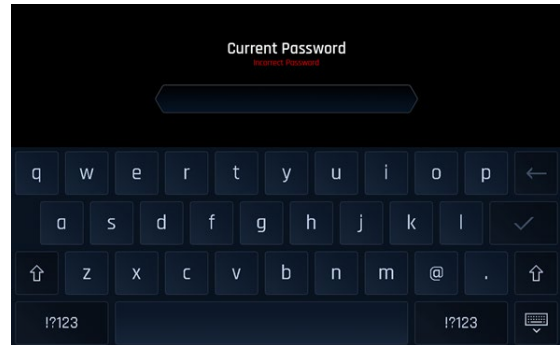 Current Password
Incorrect Password
q w e r t y u i o p
a s d f g h j k l
z x c v b n m @ .
!?123 !?123